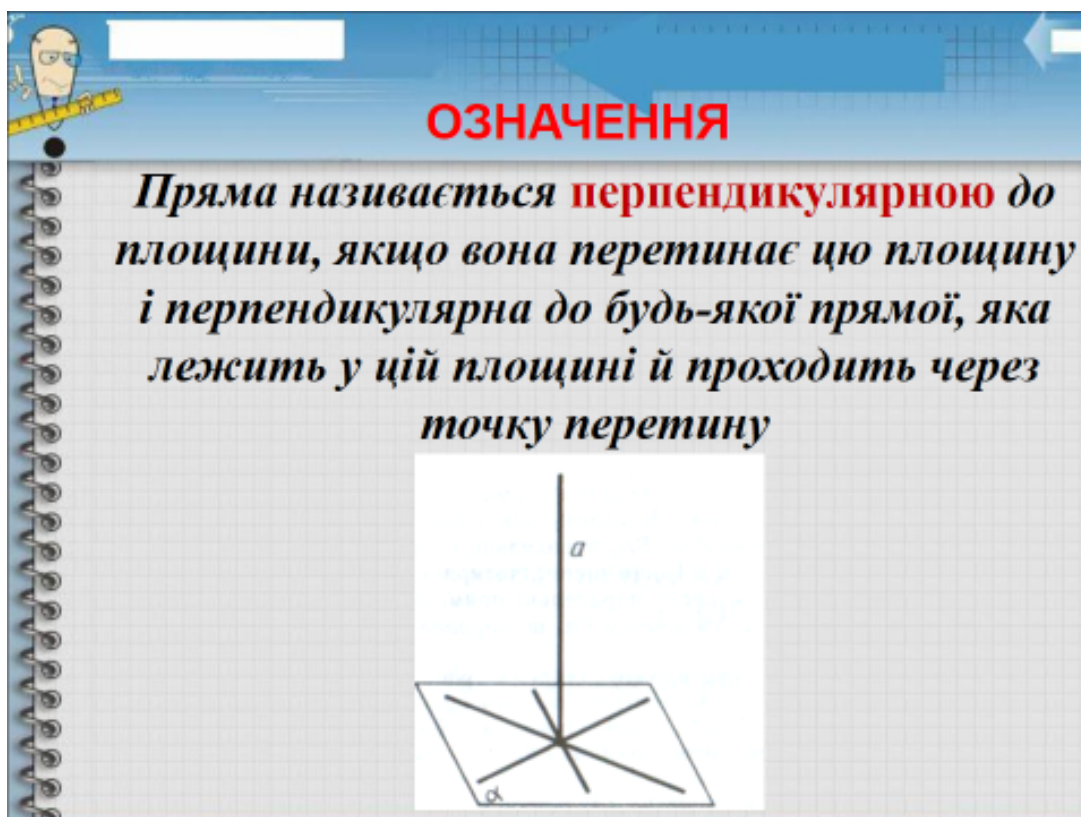 ОЗНАЧЕННЯ
Пряма називається перпендикулярною до
площини, якщо вона перетинає цю площину
і перпендикулярна до будь-якої прямої, яка
лежить у цій площині й проходить через
точку перетину
a
α